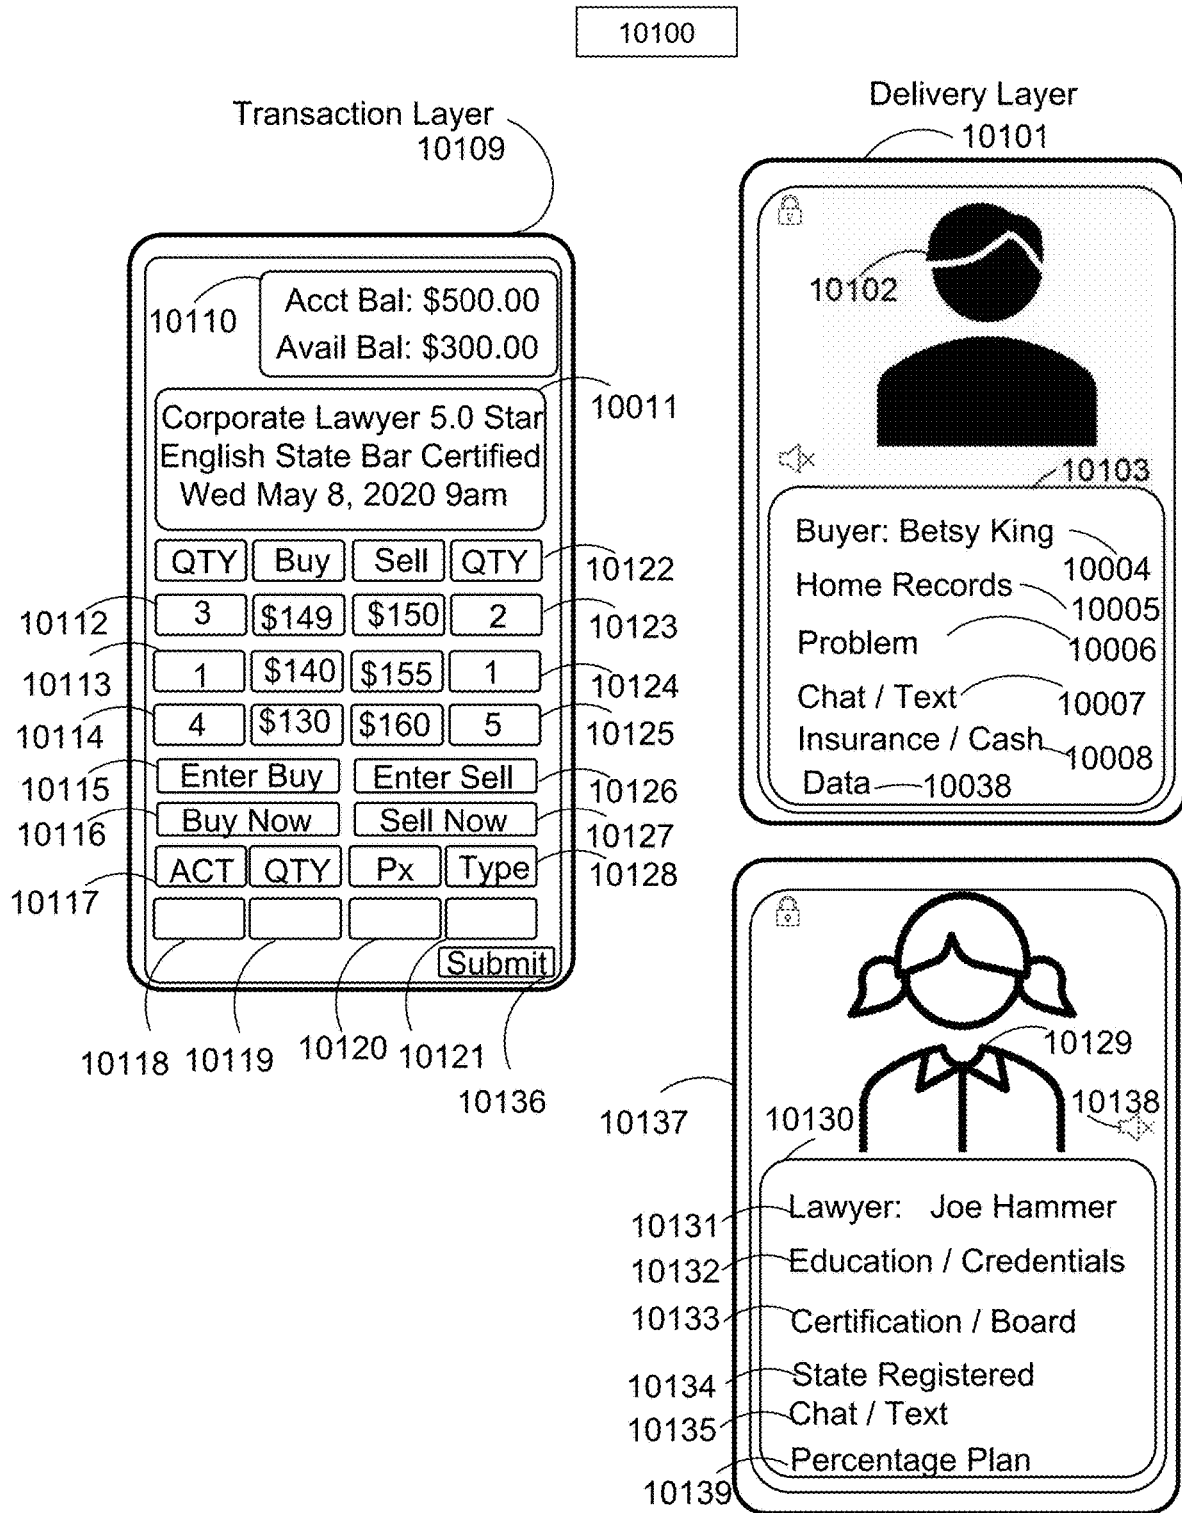 10100
Transaction Layer
10109
10110
Acct Bal: $500.00
Avail Bal: $300.00
10011
Corporate Lawyer 5.0 Star
English State Bar Certified
Wed May 8, 2020 9am
QTY Buy Sell QTY
10122
10112
3 $149 $150 2
10123
10113
1 $140 $155 1
10124
10114
4 $130 $160 5
10125
10115
Enter Buy Enter Sell
10126
10116
Buy Now Sell Now
10127
10117
ACT QTY Px Type
10128
Submit
10118 10119 10120 10121
10136
Delivery Layer
10101
10102
10103
Buyer: Betsy King
10004
Home Records
10005
Problem
10006
Chat / Text
10007
Insurance / Cash
10008
Data
10038
10129
10137
10130
10138
10131
Lawyer: Joe Hammer
10132
Education / Credentials
10133
Certification / Board
10134
State Registered
10135
Chat / Text
10139
Percentage Plan